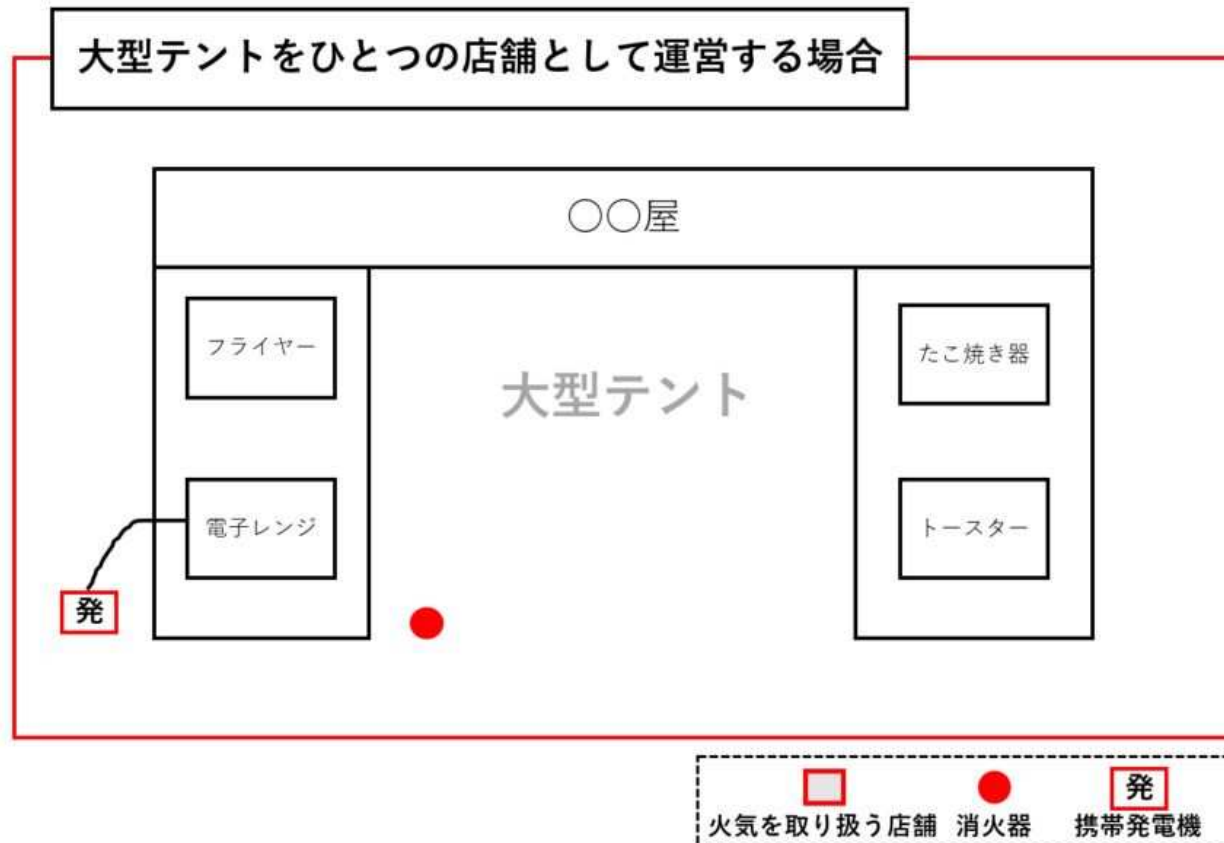 大型テントをひとつの店舗として運営する場合
〇〇屋
フライヤー
たこ焼き器
大型テント
電子レンジ
トースター
発
発
火気を取り扱う店舗 消火器 携帯発電機